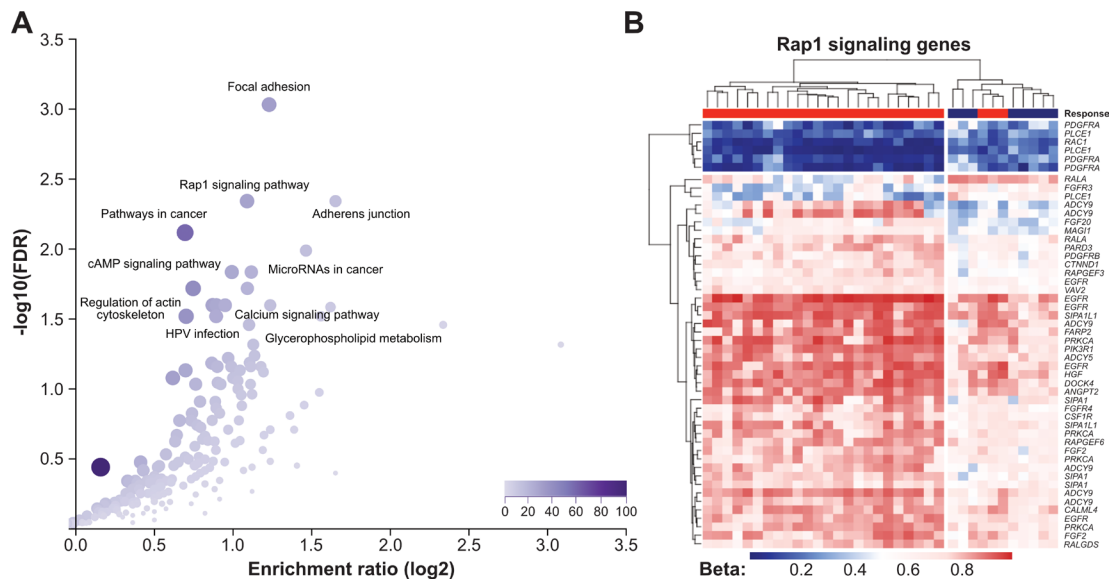 A
3.5
3.0
2.5
2.0
1.5
1.0
0.5
-log10(FDR)
Focal adhesion
Rap1 signaling pathway
Adherens junction
Pathways in cancer
cAMP signaling pathway
MicroRNAs in cancer
Regulation of actin
cytoskeleton
Calcium signaling pathway
HPV infection
Glycerophospholipid metabolism
0 20 40 60 80 100
0.0 0.5 1.0 1.5 2.0 2.5 3.0 3.5
Enrichment ratio (log2)
B
Rap1 signaling genes
Response
PDGFRA
PLCE1
RAC1
PLCE1
PDGFRA
PDGFRA
RALA
FGFR3
PLCE1
ADCY9
ADCY9
FGF20
MAGI1
RALA
PARD3
PDGFRB
CTNND1
RAPGEF3
EGFR
VAV2
EGFR
EGFR
SIPA1L1
ADCY9
FARP2
PRKCA
PIK3R1
ADCY5
EGFR
HGF
DOCK4
ANGPT2
SIPA1
FGFR4
CSF1R
SIPA1L1
PRKCA
RAPGEF6
FGF2
PRKCA
ADCY9
SIPA1
SIPA1
ADCY9
ADCY9
CALML4
EGFR
PRKCA
FGF2
RALGDS
Beta: 0.2 0.4 0.6 0.8